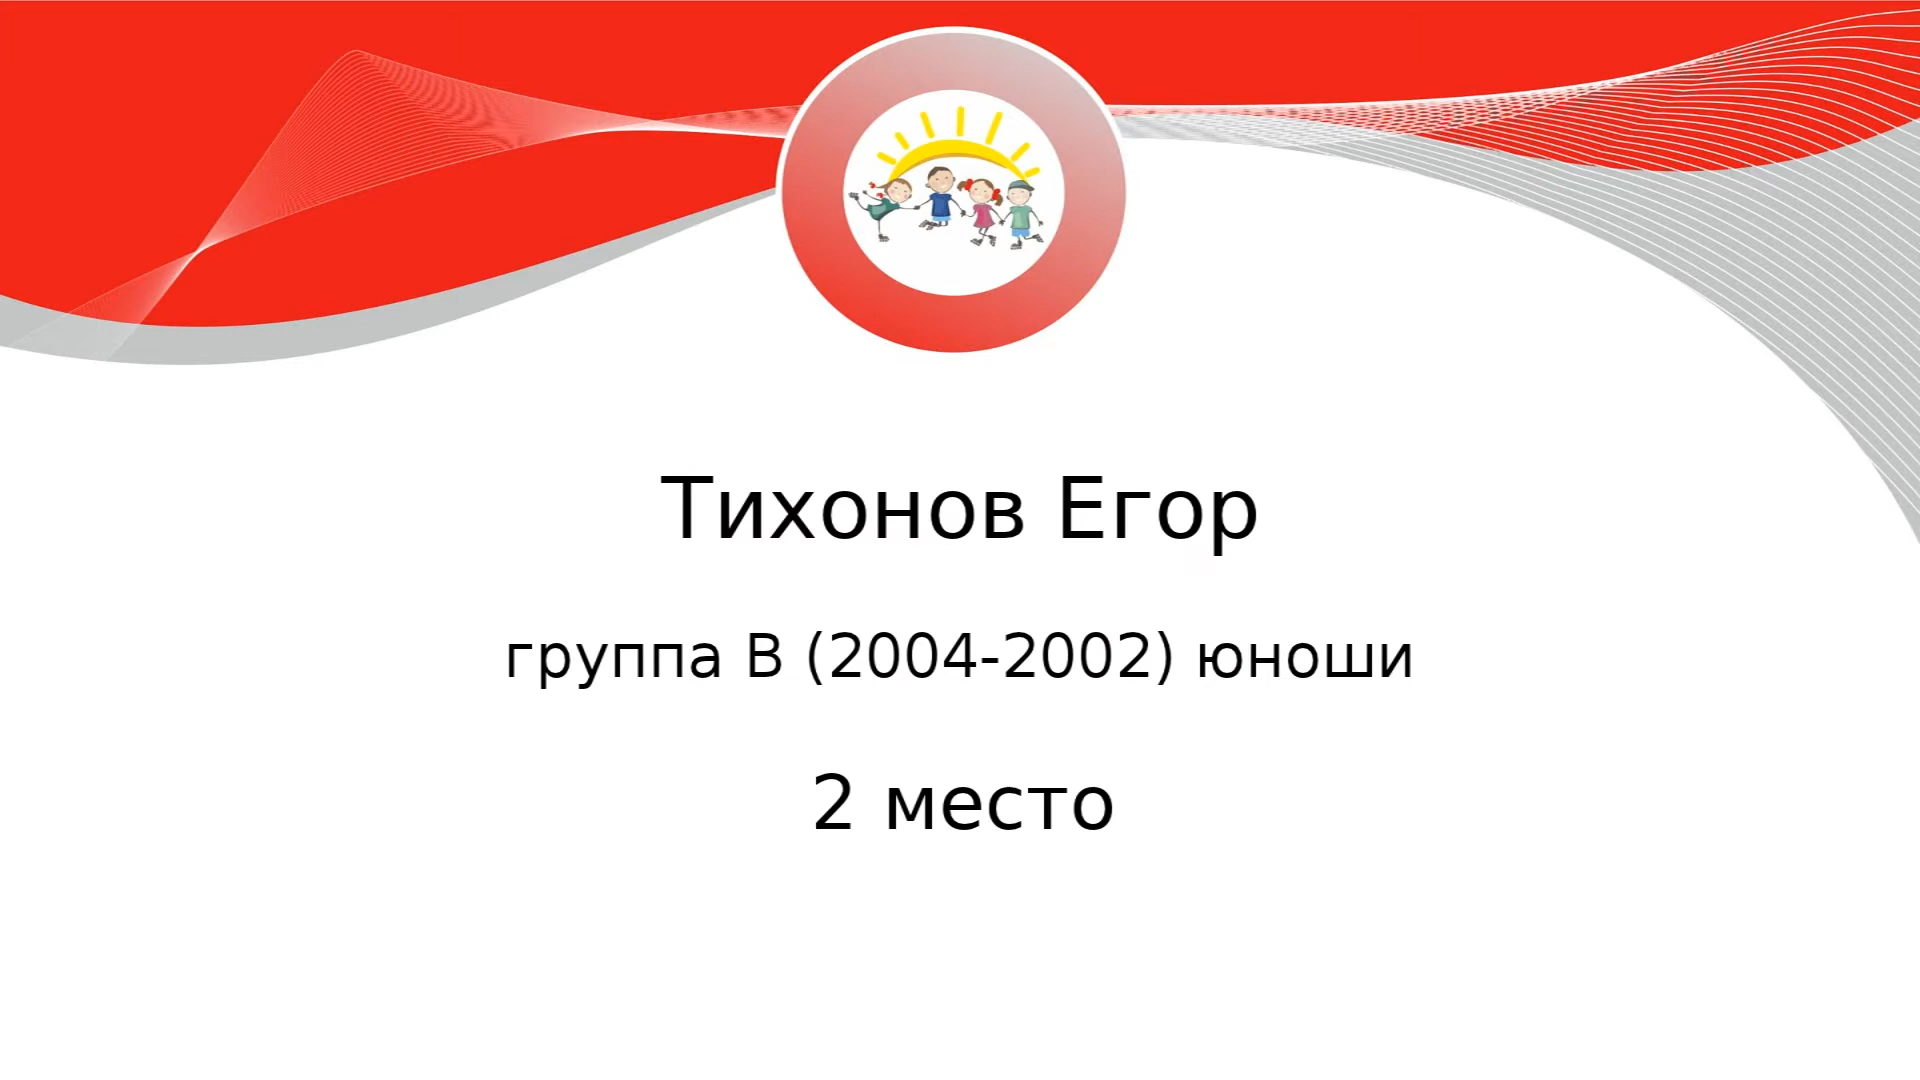 Тихонов Егор
группа В (2004-2002) юноши
2 место